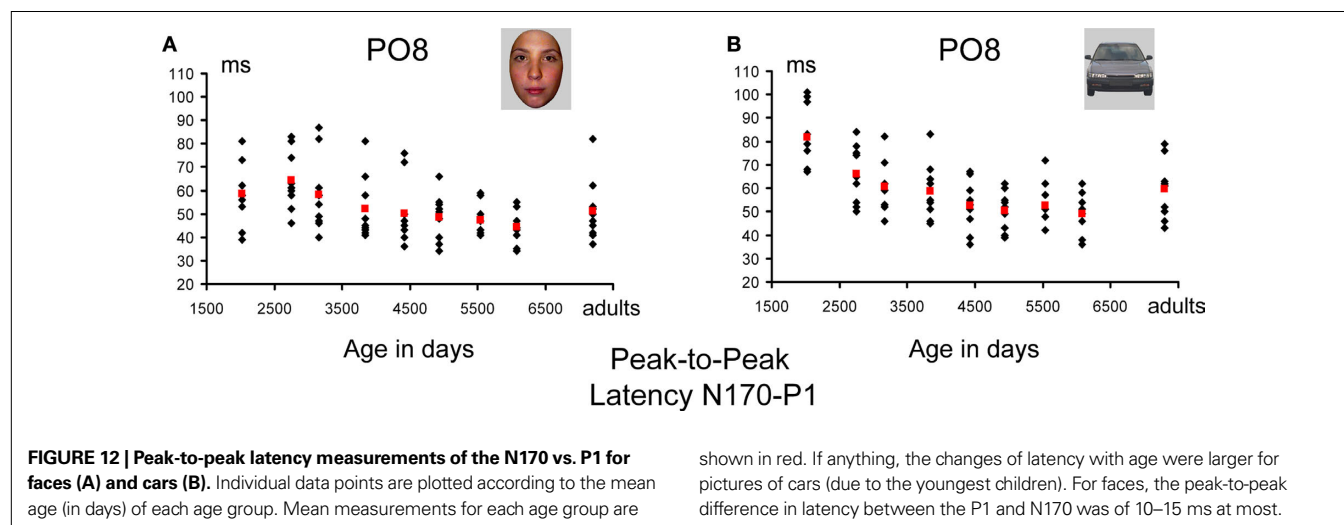 A
PO8
ms
110
100
90
80
70
60
50
40
30
20
1500 2500 3500 4500 5500 6500 adults
Age in days
B
PO8
ms
110
100
90
80
70
60
50
40
30
20
1500 2500 3500 4500 5500 6500 adults
Age in days
Peak-to-Peak
Latency N170-P1
FIGURE 12 | Peak-to-peak latency measurements of the N170 vs. P1 for
faces (A) and cars (B). Individual data points are plotted according to the mean
age (in days) of each age group. Mean measurements for each age group are
shown in red. If anything, the changes of latency with age were larger for
pictures of cars (due to the youngest children). For faces, the peak-to-peak
difference in latency between the P1 and N170 was of 10–15 ms at most.